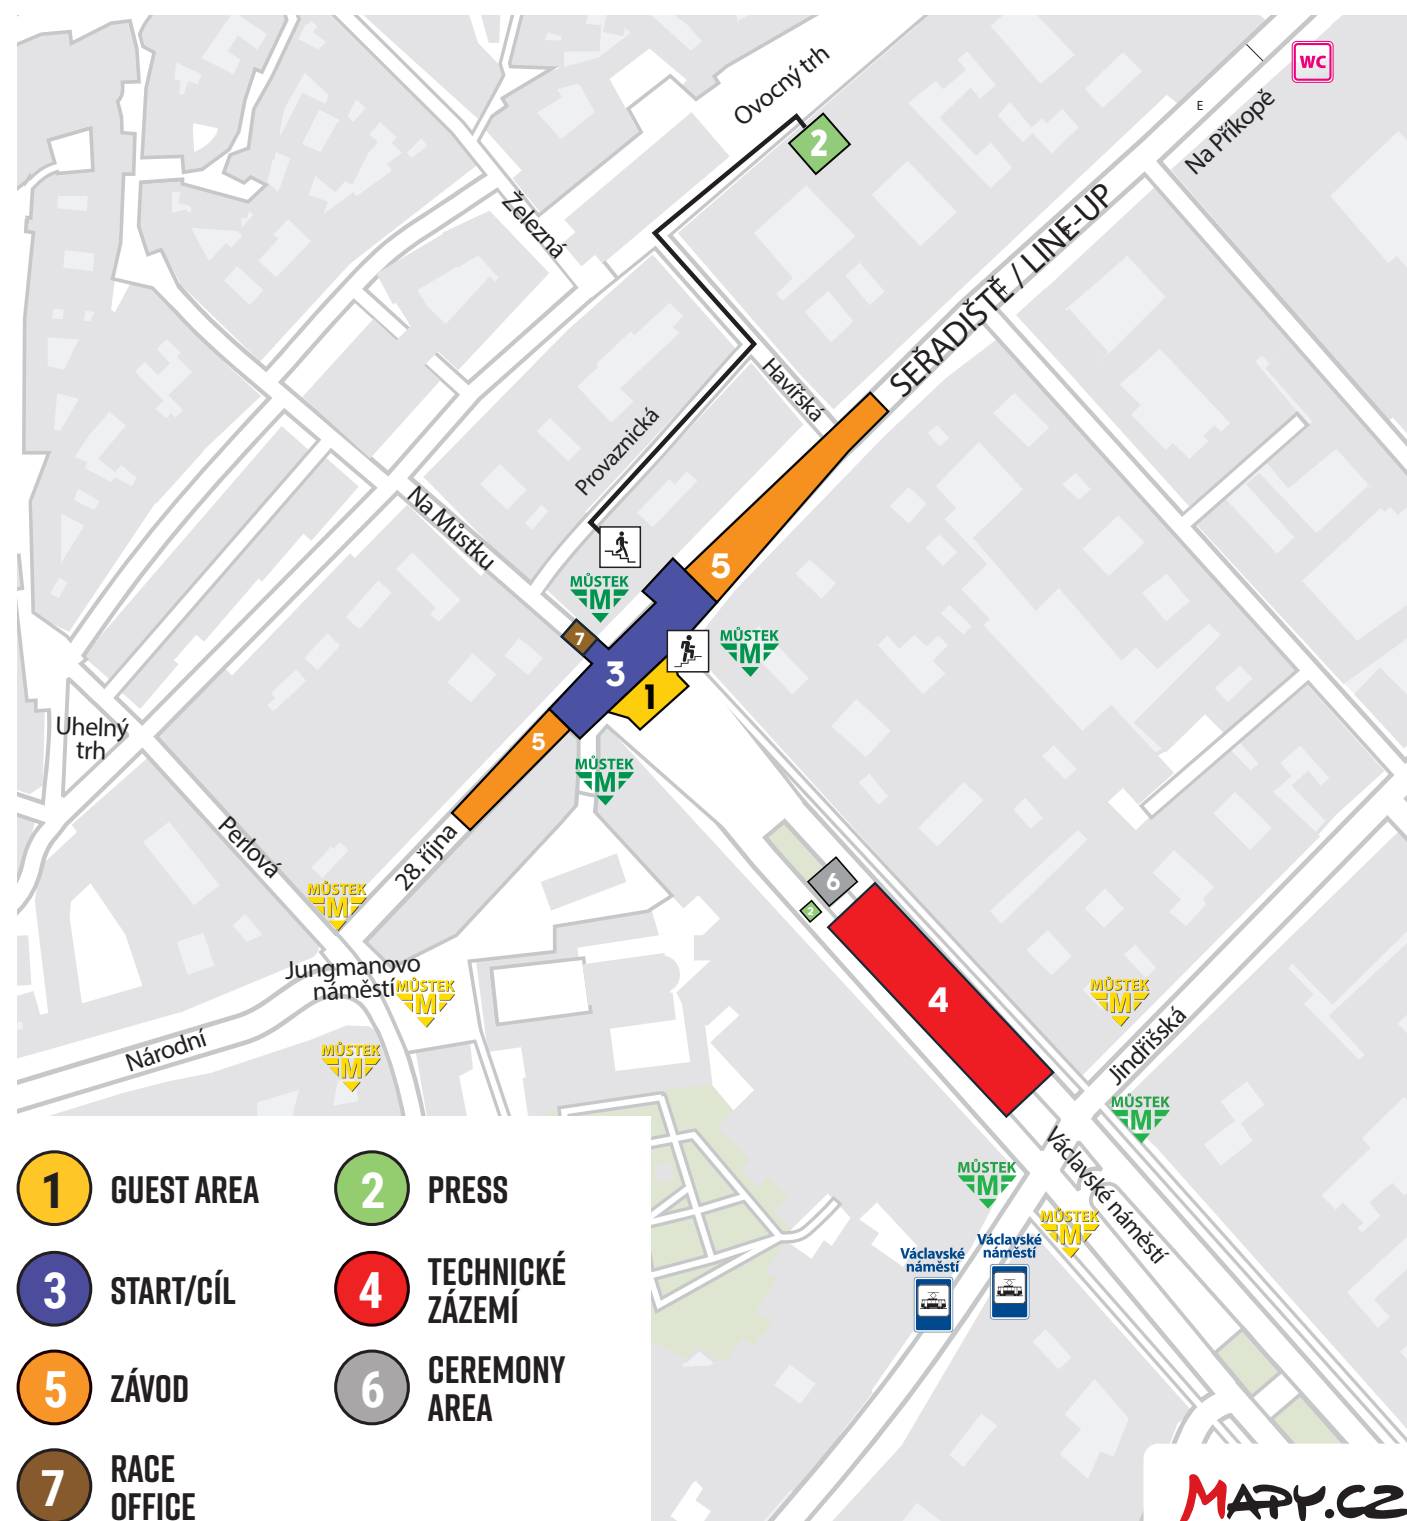 Ovocný trh
WC
E
Na Příkopě
2
Železná
SEŘADIŠTĚ / LINE-UP
Havířská
Provaznická
Na Můstku
5
MŮSTEK
M
7
MŮSTEK
M
3
1
Uhelný
trh
5
MŮSTEK
M
Perlová
28. října
6
MŮSTEK
M
2
Jungmanovo
náměstí
MŮSTEK
M
4
MŮSTEK
M
Národní
MŮSTEK
M
Jindřišská
MŮSTEK
M
Václavské náměstí
MŮSTEK
M
MŮSTEK
M
Václavské
náměstí
Václavské
náměstí
1 GUEST AREA
2 PRESS
3 START/CÍL
4 TECHNICKÉ
ZÁZEMÍ
5 ZÁVOD
6 CEREMONY
AREA
7 RACE
OFFICE
MAPY.CZ